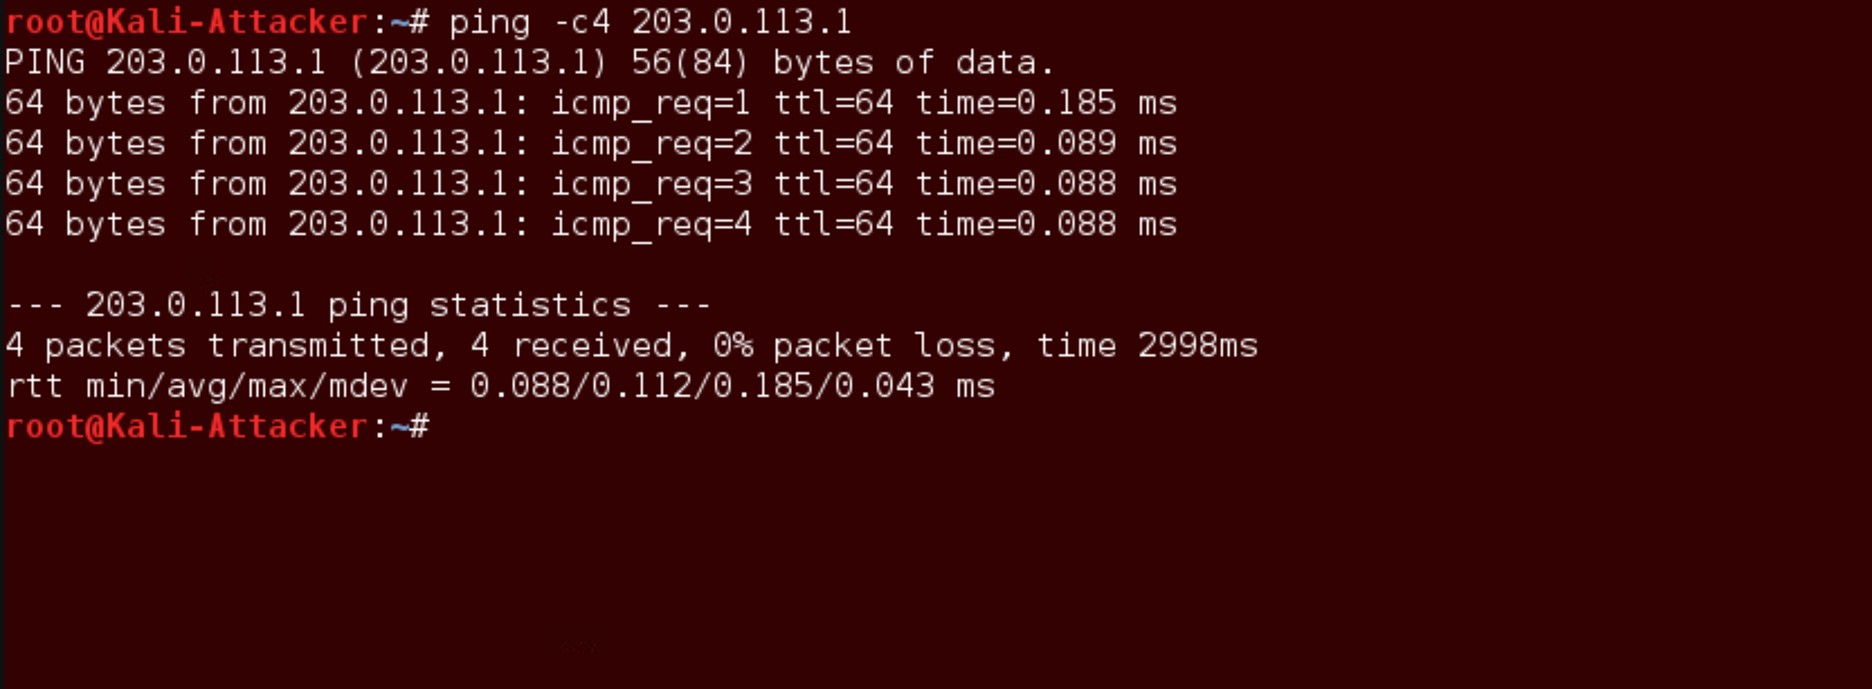 root@Kali-Attacker:~# ping -c4 203.0.113.1
PING 203.0.113.1 (203.0.113.1) 56(84) bytes of data.
64 bytes from 203.0.113.1: icmp_req=1 ttl=64 time=0.185 ms
64 bytes from 203.0.113.1: icmp_req=2 ttl=64 time=0.089 ms
64 bytes from 203.0.113.1: icmp_req=3 ttl=64 time=0.088 ms
64 bytes from 203.0.113.1: icmp_req=4 ttl=64 time=0.088 ms

--- 203.0.113.1 ping statistics ---
4 packets transmitted, 4 received, 0% packet loss, time 2998ms
rtt min/avg/max/mdev = 0.088/0.112/0.185/0.043 ms
root@Kali-Attacker:~#